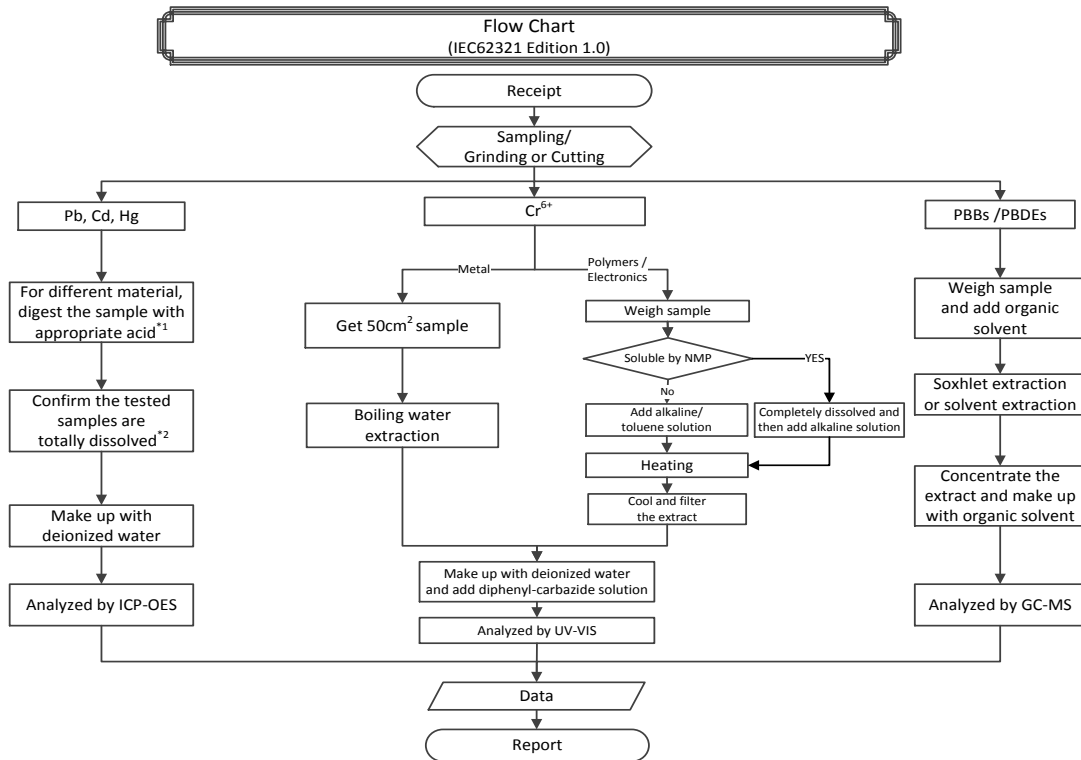 Flow Chart
(IEC62321 Edition 1.0)
Receipt
Sampling/
Grinding or Cutting
Pb, Cd, Hg
Cr⁶⁺
PBBs /PBDEs
For different material,
digest the sample with
appropriate acid*1
Confirm the tested
samples are
totally dissolved*2
Make up with
deionized water
Analyzed by ICP-OES
Metal
Get 50cm² sample
Boiling water
extraction
Polymers /
Electronics
Weigh sample
Soluble by NMP
YES
No
Add alkaline/
toluene solution
Completely dissolved and
then add alkaline solution
Heating
Cool and filter
the extract
Make up with deionized water
and add diphenyl-carbazide solution
Analyzed by UV-VIS
Weigh sample
and add organic
solvent
Soxhlet extraction
or solvent extraction
Concentrate the
extract and make up
with organic solvent
Analyzed by GC-MS
Data
Report